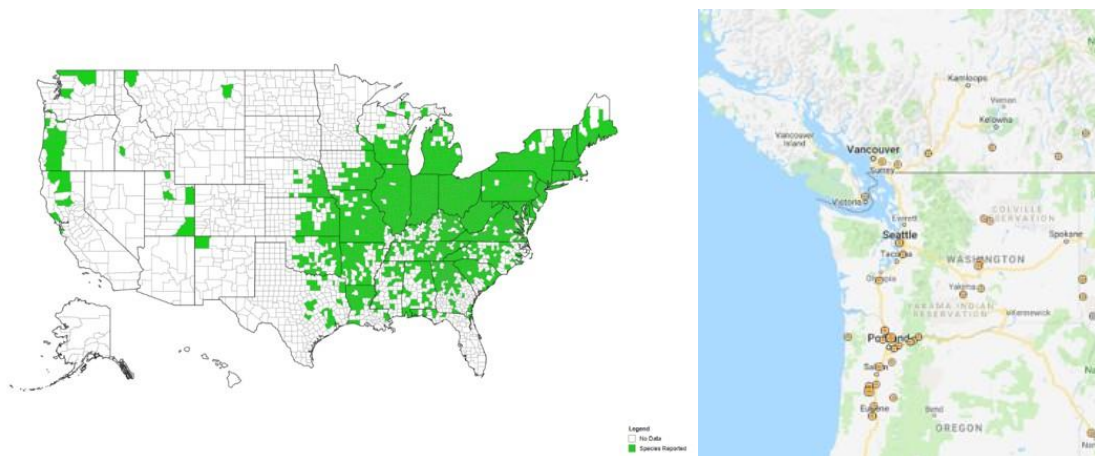 Legend
No Data
Species Reported
Kamloops
Vernon
Kelowna
Vancouver
Island
Vancouver
Surrey
Victoria
COLVILLE
RESERVATION
Everett
Seattle
Spokane
Tacoma
WASHINGTON
Olympia
Yakima
YAKAMA INDIAN
RESERVATION
Kennewick
Portland
Salem
Eugene
Bend
OREGON